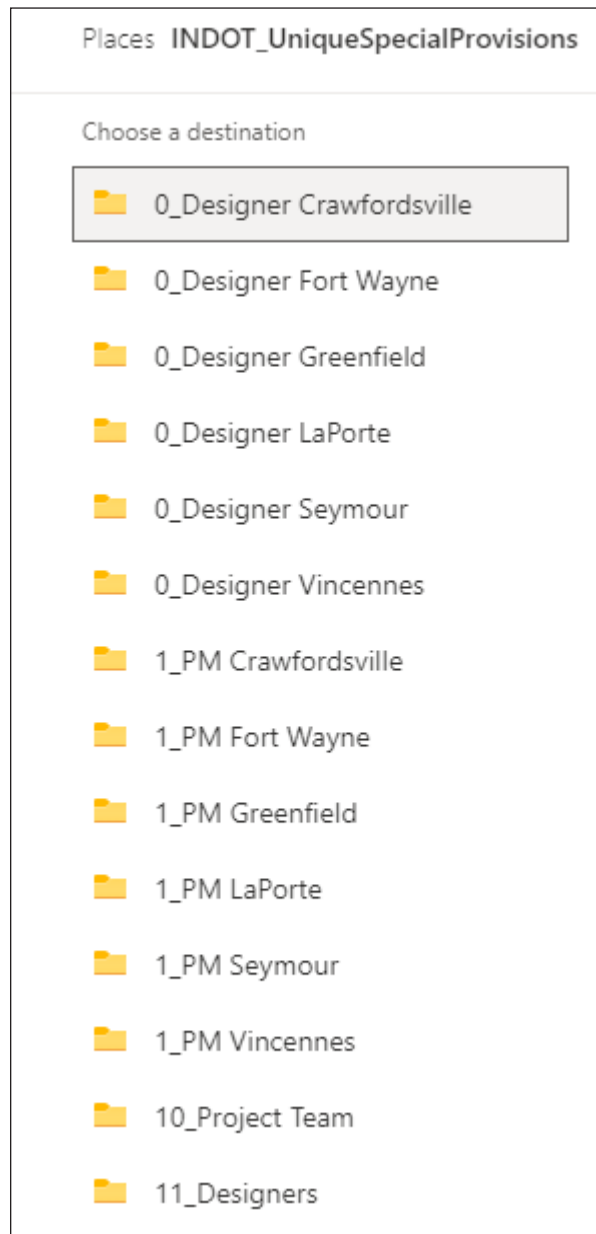 Places INDOT_UniqueSpecialProvisions
Choose a destination
0_Designer Crawfordsville
0_Designer Fort Wayne
0_Designer Greenfield
0_Designer LaPorte
0_Designer Seymour
0_Designer Vincennes
1_PM Crawfordsville
1_PM Fort Wayne
1_PM Greenfield
1_PM LaPorte
1_PM Seymour
1_PM Vincennes
10_Project Team
11_Designers